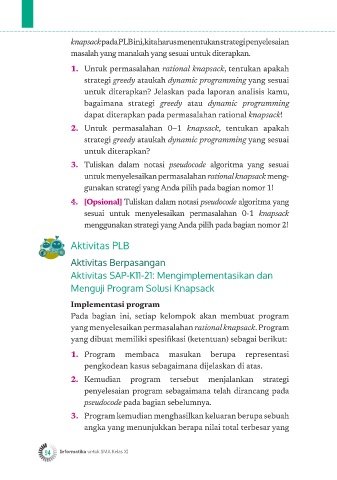 knapsack pada PLB ini, kita harus menentukan strategi penyelesaian
masalah yang manakah yang sesuai untuk diterapkan.
1. Untuk permasalahan rational knapsack, tentukan apakah
strategi greedy ataukah dynamic programming yang sesuai
untuk diterapkan? Jelaskan pada laporan analisis kamu,
bagaimana strategi greedy atau dynamic programming
dapat diterapkan pada permasalahan rational knapsack!
2. Untuk permasalahan 0–1 knapsack, tentukan apakah
strategi greedy ataukah dynamic programming yang sesuai
untuk diterapkan?
3. Tuliskan dalam notasi pseudocode algoritma yang sesuai
untuk menyelesaikan permasalahan rational knapsack meng-
gunakan strategi yang Anda pilih pada bagian nomor 1!
4. [Opsional] Tuliskan dalam notasi pseudocode algoritma yang
sesuai untuk menyelesaikan permasalahan 0-1 knapsack
menggunakan strategi yang Anda pilih pada bagian nomor 2!
Aktivitas PLB
Aktivitas Berpasangan
Aktivitas SAP-K11-21: Mengimplementasikan dan
Menguji Program Solusi Knapsack
Implementasi program
Pada bagian ini, setiap kelompok akan membuat program
yang menyelesaikan permasalahan rational knapsack. Program
yang dibuat memiliki spesifikasi (ketentuan) sebagai berikut:
1. Program membaca masukan berupa representasi
pengkodean kasus sebagaimana dijelaskan di atas.
2. Kemudian program tersebut menjalankan strategi
penyelesaian program sebagaimana telah dirancang pada
pseudocode pada bagian sebelumnya.
3. Program kemudian menghasilkan keluaran berupa sebuah
angka yang menunjukkan berapa nilai total terbesar yang
54 Informatika untuk SMA Kelas XI